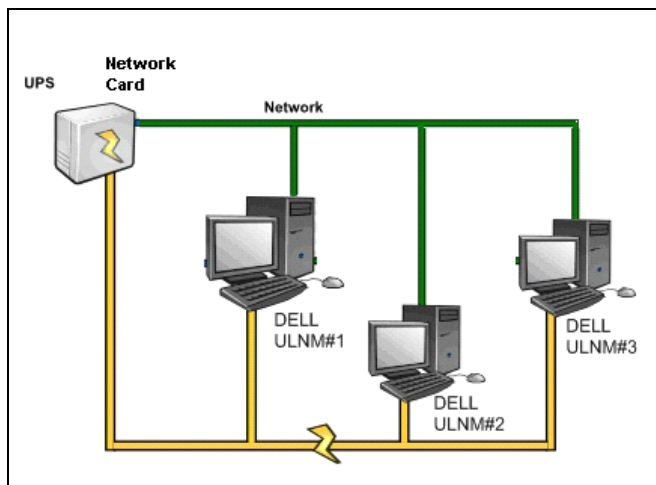 Network
Card
UPS
Network
DELL
ULNM#1
DELL
ULNM#2
DELL
ULNM#3